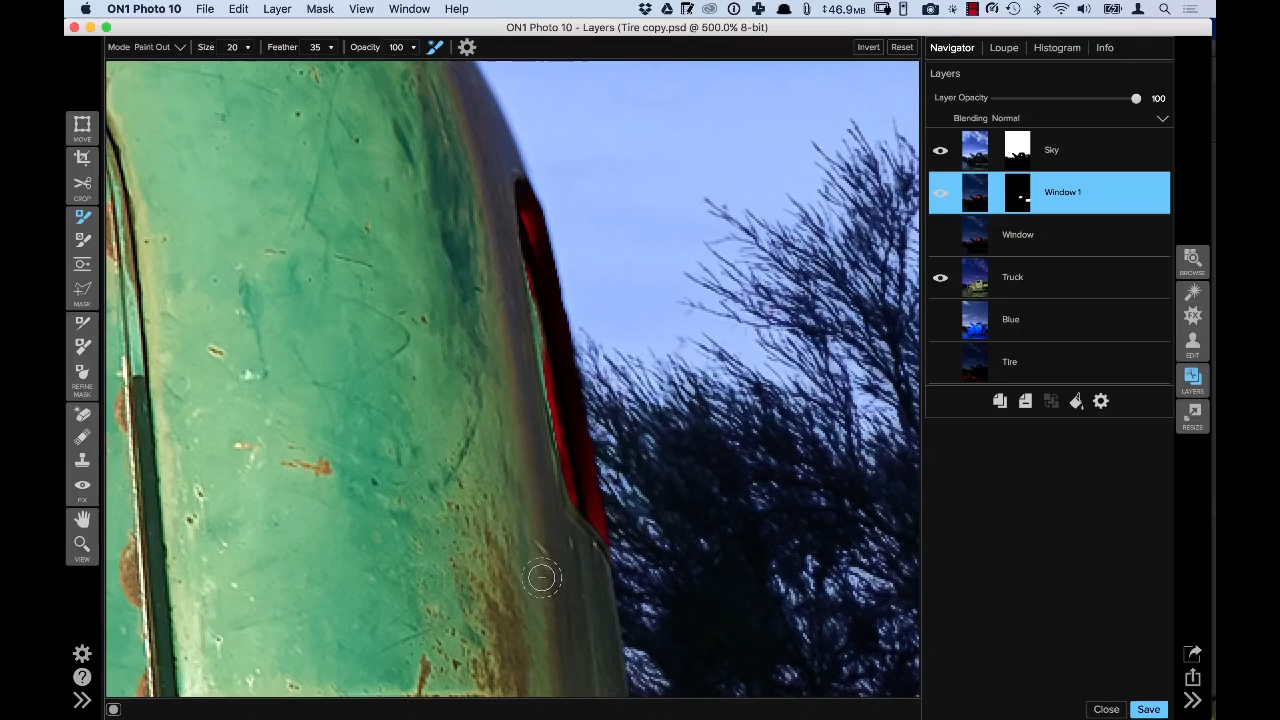 ON1 Photo 10 File Edit Layer Mask View Window Help $46.9M
ON1 Photo 10 - Layers (Tire copy.psd @ 500.0% 8-bit)
Mode Paint Out Size 20 Feather 35 Opacity 100 Invert Reset
Navigator Loupe Histogram Info
Layers
Layer Opacity 100
Blending Normal
Sky
Window 1
WIndow
Truck
Blue
Tire
MOVE
CROP
MASK
REFINE
MASK
FIX
VIEW
BROWSE
EDIT
LAYERS
RESIZE
Close Save